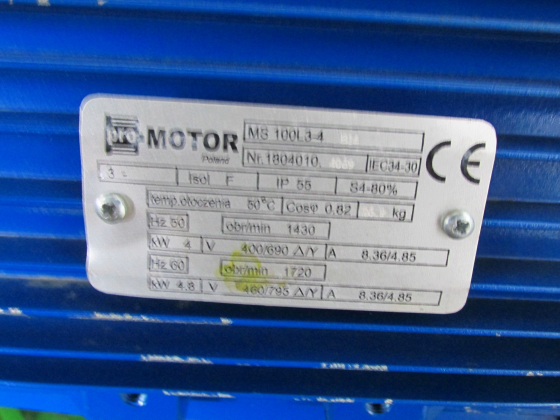 pro MOTOR
Poland
MS 100L3-4
Nr. 1804010 IEC34-30
CE
3 ~ Isol F IP 55 S4-80%
temp.otoczenia 50°C Cosφ 0.82 kg
Hz 50 obr/min 1430
kW 4 V 400/690 Δ/Y A 8.36/4.85
Hz 60 obr/min 1720
kW 4.8 V 460/795 Δ/Y A 8.36/4.85